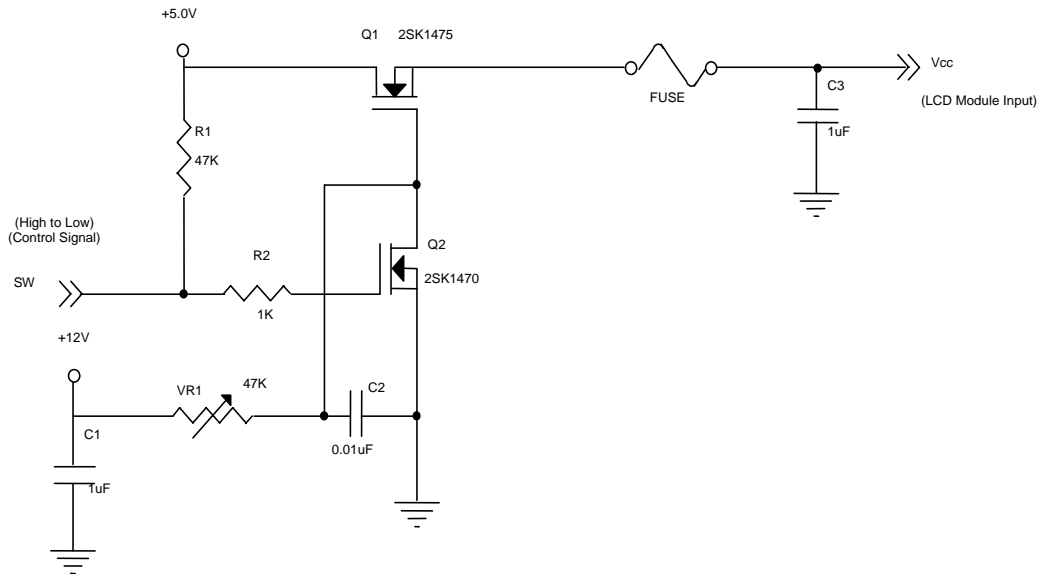 +5.0V
Q1 2SK1475
Vcc
C3
FUSE
(LCD Module Input)
R1
1uF
47K
(High to Low)
(Control Signal)
Q2
R2
2SK1470
SW
1K
+12V
47K
VR1
C2
C1
0.01uF
1uF